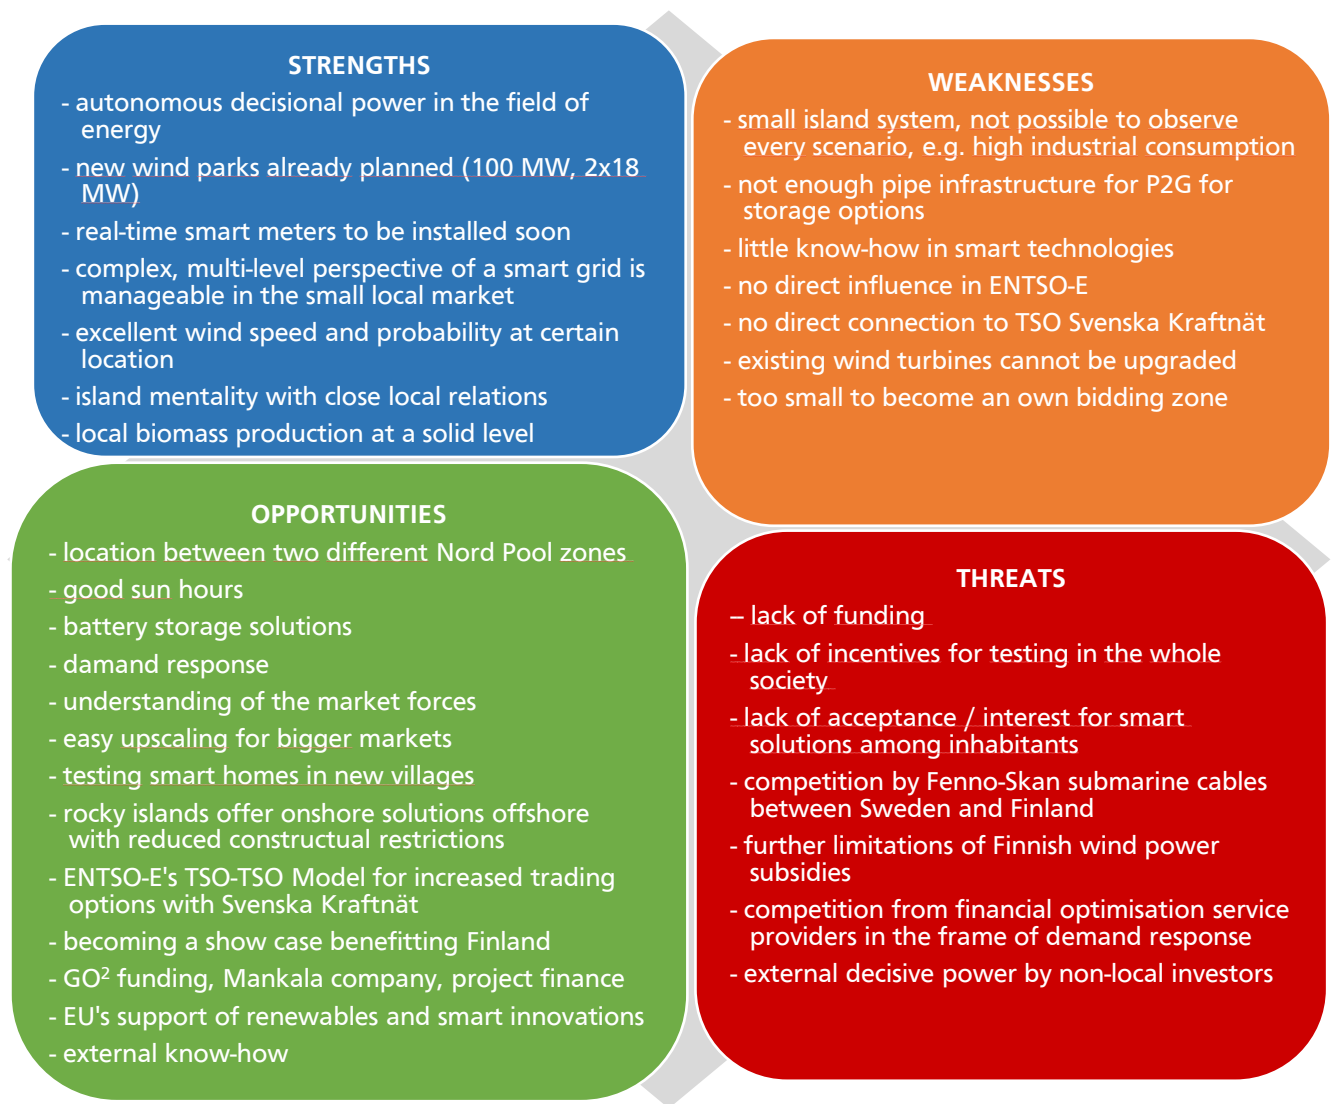 STRENGTHS
- autonomous decisional power in the field of
energy
- new wind parks already planned (100 MW, 2x18
MW)
- real-time smart meters to be installed soon
- complex, multi-level perspective of a smart grid is
manageable in the small local market
- excellent wind speed and probability at certain
location
- island mentality with close local relations
- local biomass production at a solid level
WEAKNESSES
- small island system, not possible to observe
every scenario, e.g. high industrial consumption
- not enough pipe infrastructure for P2G for
storage options
- little know-how in smart technologies
- no direct influence in ENTSO-E
- no direct connection to TSO Svenska Kraftnät
- existing wind turbines cannot be upgraded
- too small to become an own bidding zone
OPPORTUNITIES
- location between two different Nord Pool zones
- good sun hours
- battery storage solutions
- damand response
- understanding of the market forces
- easy upscaling for bigger markets
- testing smart homes in new villages
- rocky islands offer onshore solutions offshore
with reduced constructual restrictions
- ENTSO-E's TSO-TSO Model for increased trading
options with Svenska Kraftnät
- becoming a show case benefitting Finland
- GO² funding, Mankala company, project finance
- EU's support of renewables and smart innovations
- external know-how
THREATS
– lack of funding
- lack of incentives for testing in the whole
society
- lack of acceptance / interest for smart
solutions among inhabitants
- competition by Fenno-Skan submarine cables
between Sweden and Finland
- further limitations of Finnish wind power
subsidies
- competition from financial optimisation service
providers in the frame of demand response
- external decisive power by non-local investors